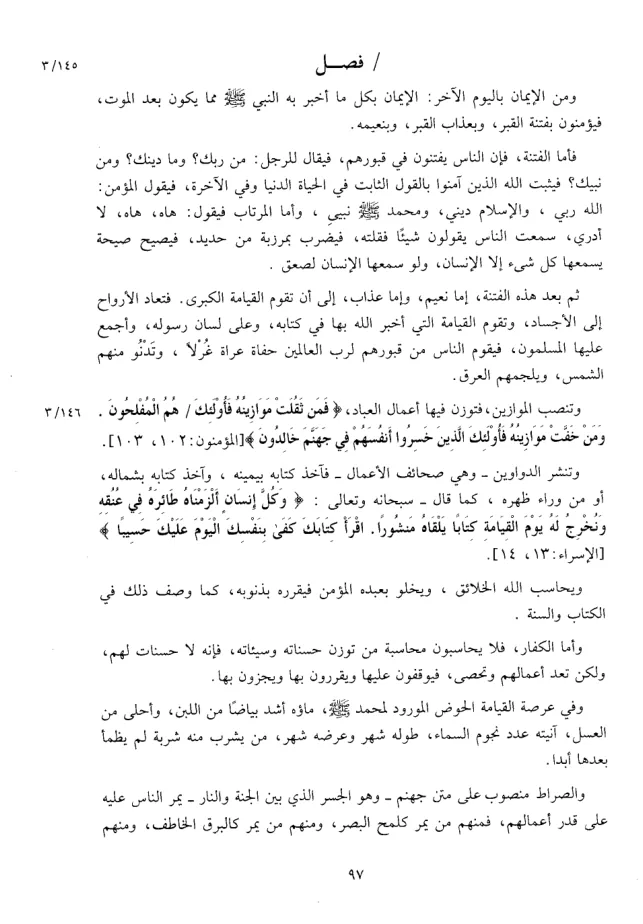 / فصــل
٣/١٤٥
ومن الإيمان باليوم الآخر: الإيمان بكل ما أخبر به النبي ﷺ مما يكون بعد الموت،
فيؤمنون بفتنة القبر، وبعذاب القبر، وبنعيمه.
فأما الفتنة، فإن الناس يفتنون في قبورهم، فيقال للرجل: من ربك؟ وما دينك؟ ومن
نبيك؟ فيثبت الله الذين آمنوا بالقول الثابت في الحياة الدنيا وفي الآخرة، فيقول المؤمن:
الله ربي ، والإسلام ديني، ومحمد ﷺ نبيي ، وأما المرتاب فيقول: هاه، هاه، لا
أدري، سمعت الناس يقولون شيئًا فقلته، فيضرب بمرزبة من حديد، فيصيح صيحة
يسمعها كل شىء إلا الإنسان، ولو سمعها الإنسان لصعق .
ثم بعد هذه الفتنة، إما نعيم، وإما عذاب، إلى أن تقوم القيامة الكبرى. فتعاد الأرواح
إلى الأجساد، وتقوم القيامة التي أخبر الله بها في كتابه، وعلى لسان رسوله، وأجمع
عليها المسلمون، فيقوم الناس من قبورهم لرب العالمين حفاة عراة غُرْلاً ، وتَدْنُو منهم
الشمس، ويلجمهم العرق.
وتنصب الموازين، فتوزن فيها أعمال العباد، ﴿ فَمَن ثَقُلَتْ مَوَازِينُهُ فَأُولَئِكَ / هُمُ الْمُفْلِحُونَ .
٣/١٤٦
وَمَنْ خَفَّتْ مَوَازِينُهُ فَأُولَئِكَ الَّذِينَ خَسِرُوا أَنفُسَهُمْ فِي جَهَنَّمَ خَالِدُونَ ﴾[المؤمنون:١٠٢، ١٠٣].
وتنشر الدواوين ــ وهي صحائف الأعمال ــ فآخذ كتابه بيمينه ، وآخذ كتابه بشماله،
أو من وراء ظهره ، كما قال ــ سبحانه وتعالى : ﴿ وَكُلَّ إِنسَانٍ أَلْزَمْنَاهُ طَائِرَهُ فِي عُنُقِهِ
وَنُخْرِجُ لَهُ يَوْمَ الْقِيَامَةِ كِتَابًا يَلْقَاهُ مَنشُورًا. اقْرَأْ كِتَابَكَ كَفَىٰ بِنَفْسِكَ الْيَوْمَ عَلَيْكَ حَسِيبًا ﴾
[الإسراء:١٣، ١٤].
ويحاسب الله الخلائق ، ويخلو بعبده المؤمن فيقرره بذنوبه، كما وصف ذلك في
الكتاب والسنة .
وأما الكفار، فلا يحاسبون محاسبة من توزن حسناته وسيئاته، فإنه لا حسنات لهم،
ولكن تعد أعمالهم وتحصى، فيوقفون عليها ويقررون بها ويجزون بها.
وفي عرصة القيامة الحوض المورود لمحمد ﷺ، ماؤه أشد بياضًا من اللبن، وأحلى من
العسل، آنيته عدد نجوم السماء، طوله شهر وعرضه شهر، من يشرب منه شربة لم يظمأ
بعدها أبدا.
والصراط منصوب على متن جهنم ــ وهو الجسر الذي بين الجنة والنار ــ يمر الناس عليه
على قدر أعمالهم، فمنهم من يمر كلمح البصر، ومنهم من يمر كالبرق الخاطف، ومنهم
٩٧